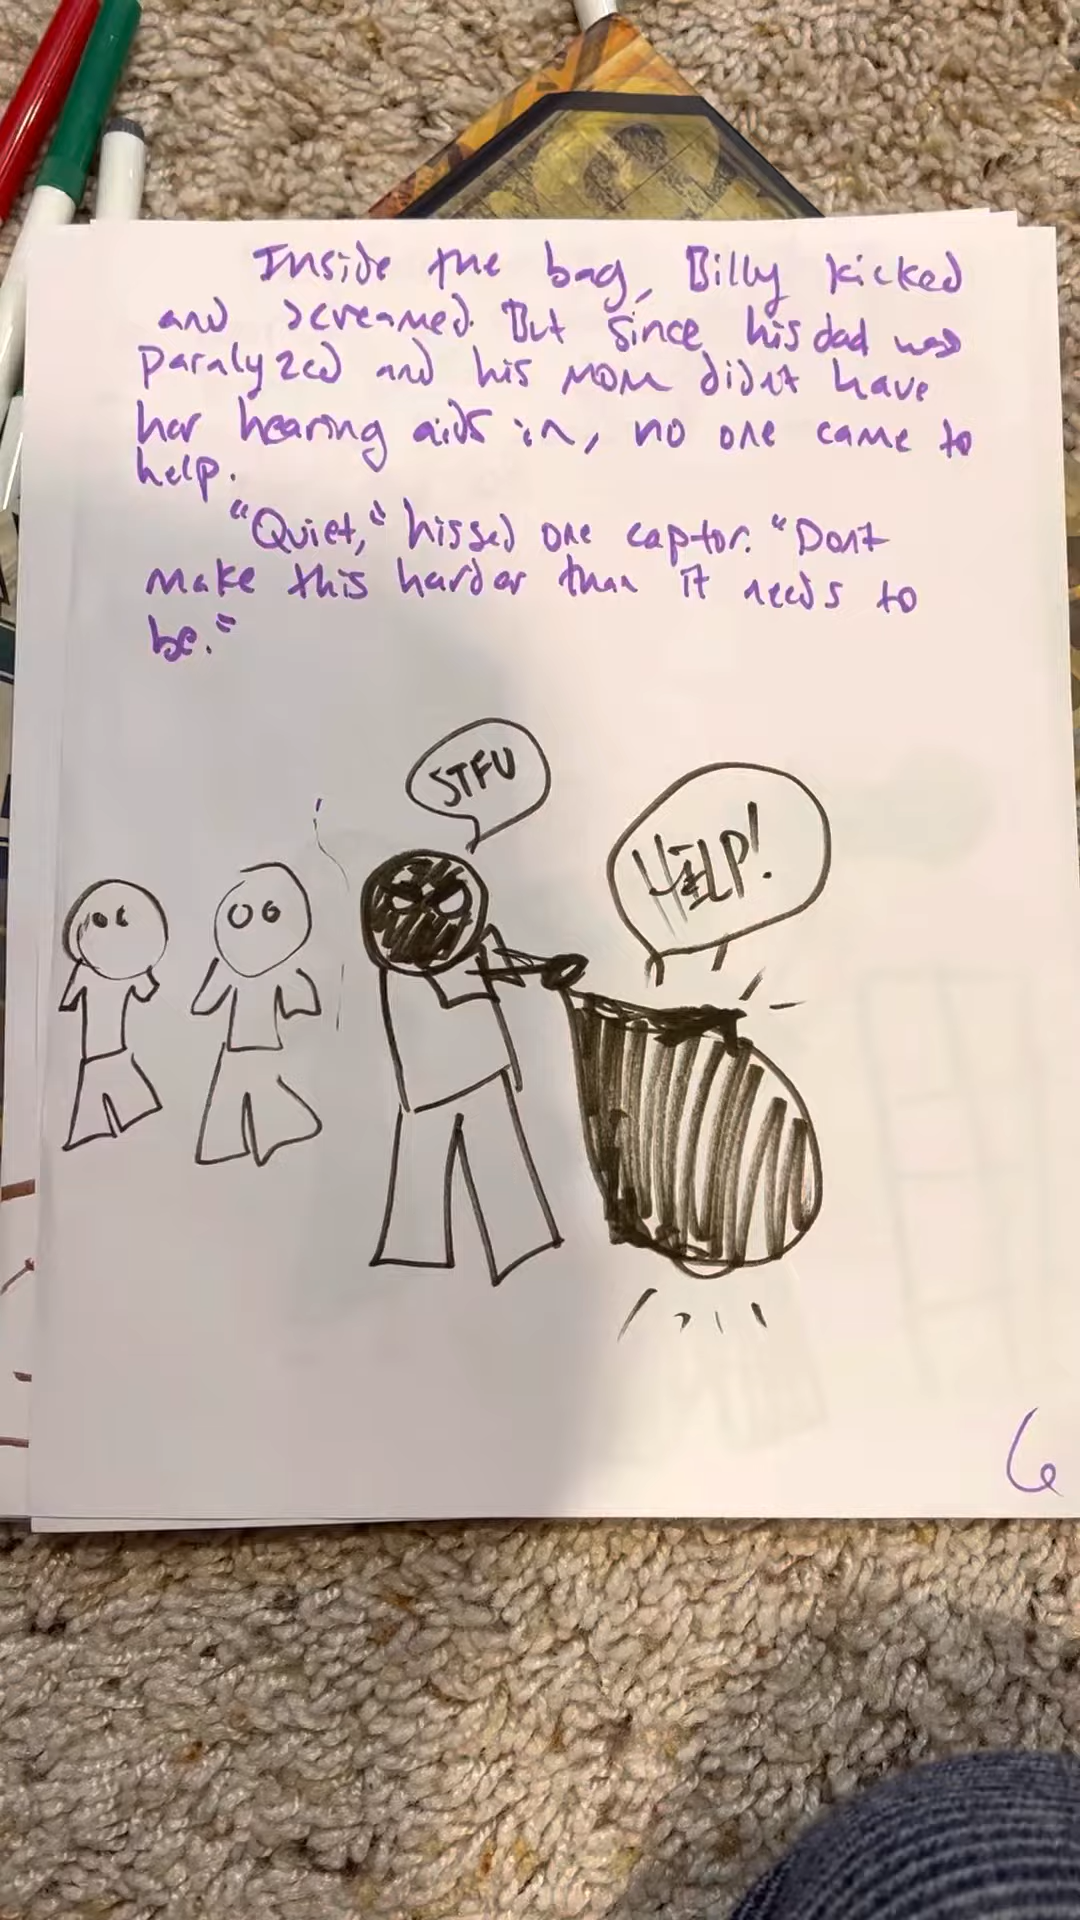 Inside the bag, Billy kicked
and screamed. But since his dad was
paralyzed and his mom didnt have
her hearing aids in, no one came to
help.
"Quiet," hissed one captor. "Dont
make this harder than it needs to
be."
STFU
HELP!
6